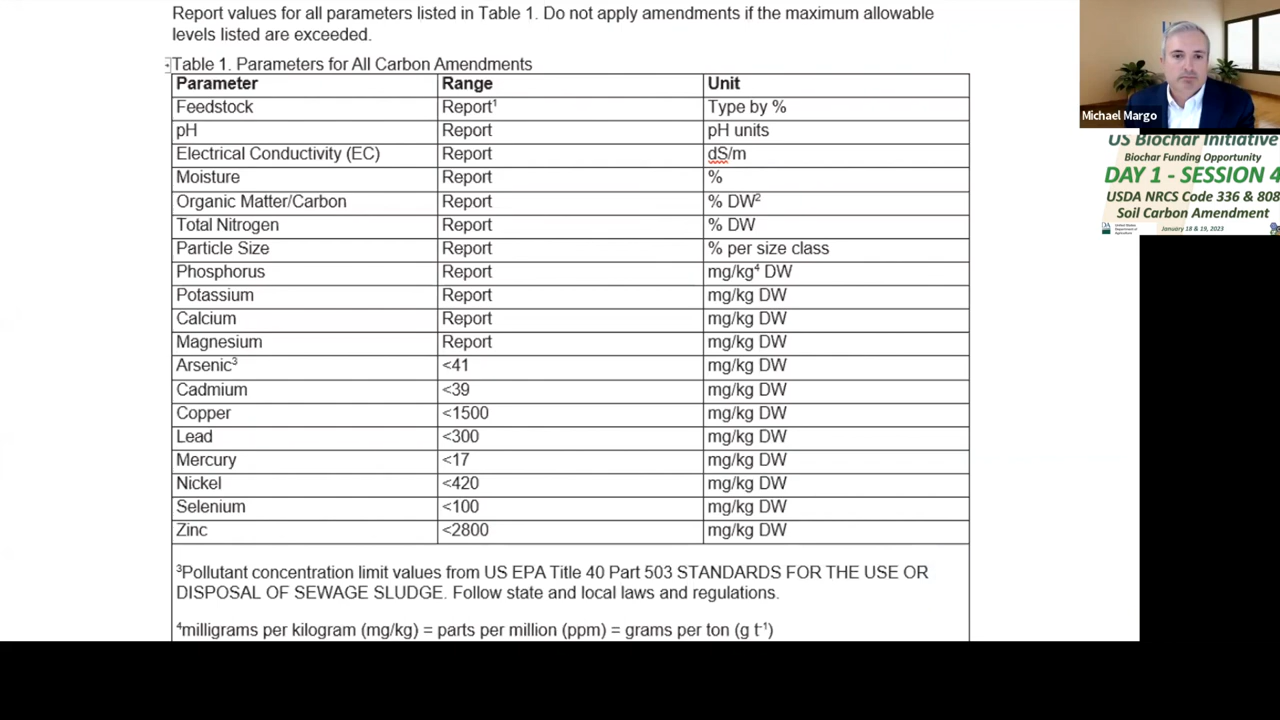 Report values for all parameters listed in Table 1. Do not apply amendments if the maximum allowable
levels listed are exceeded.
Table 1. Parameters for All Carbon Amendments
Parameter Range Unit
Feedstock Report¹ Type by %
pH Report pH units
Electrical Conductivity (EC) Report dS/m
Moisture Report %
Organic Matter/Carbon Report % DW²
Total Nitrogen Report % DW
Particle Size Report % per size class
Phosphorus Report mg/kg⁴ DW
Potassium Report mg/kg DW
Calcium Report mg/kg DW
Magnesium Report mg/kg DW
Arsenic³ <41 mg/kg DW
Cadmium <39 mg/kg DW
Copper <1500 mg/kg DW
Lead <300 mg/kg DW
Mercury <17 mg/kg DW
Nickel <420 mg/kg DW
Selenium <100 mg/kg DW
Zinc <2800 mg/kg DW
³Pollutant concentration limit values from US EPA Title 40 Part 503 STANDARDS FOR THE USE OR
DISPOSAL OF SEWAGE SLUDGE. Follow state and local laws and regulations.
⁴milligrams per kilogram (mg/kg) = parts per million (ppm) = grams per ton (g t⁻¹)
Michael Margo
US Biochar Initiative
Biochar Funding Opportunity
DAY 1 - SESSION 4
USDA NRCS Code 336 & 808
Soil Carbon Amendment
January 18 & 19, 2023